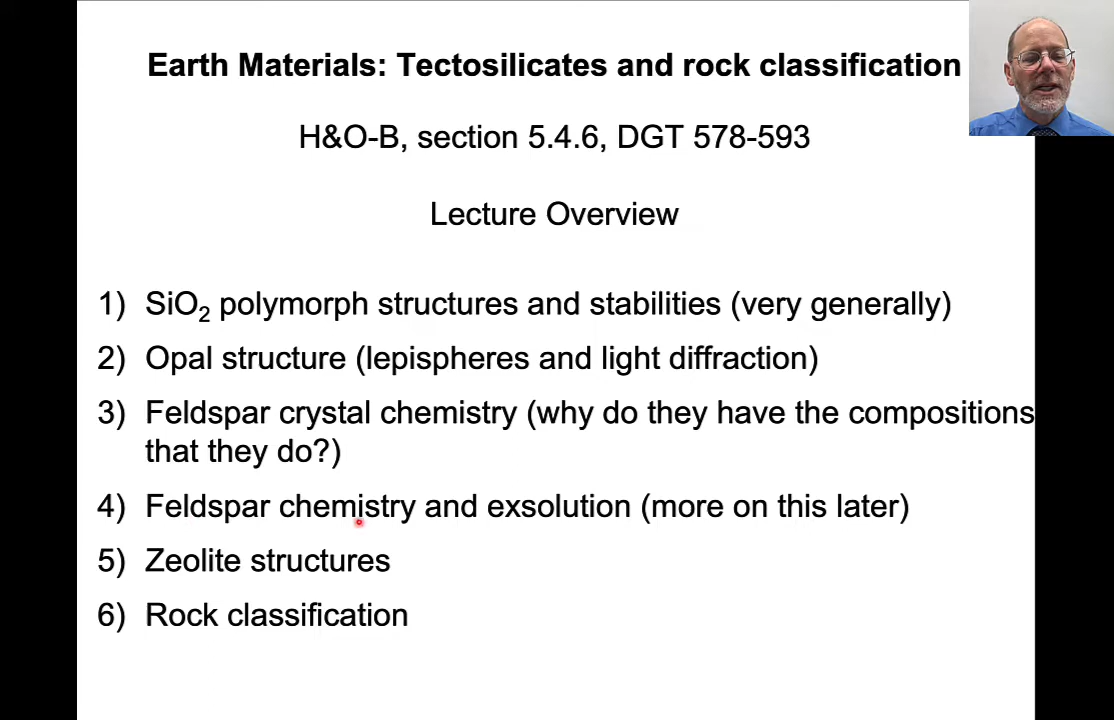 Earth Materials: Tectosilicates and rock classification
H&O-B, section 5.4.6, DGT 578-593
Lecture Overview
1) SiO₂ polymorph structures and stabilities (very generally)
2) Opal structure (lepispheres and light diffraction)
3) Feldspar crystal chemistry (why do they have the compositions
that they do?)
4) Feldspar chemistry and exsolution (more on this later)
5) Zeolite structures
6) Rock classification